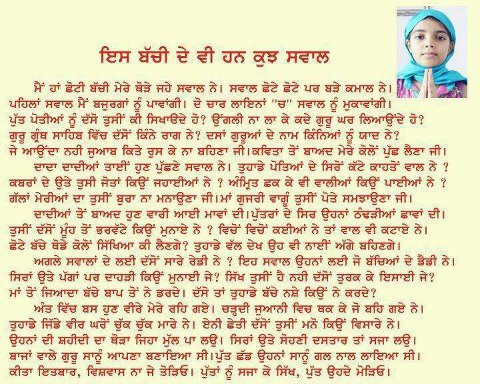 ਇਸ ਬੱਚੀ ਦੇ ਵੀ ਹਨ ਕੁਝ ਸਵਾਲ
ਮੈਂ ਹਾਂ ਛੋਟੀ ਬੱਚੀ ਮੇਰੇ ਥੋੜੇ ਜਹੇ ਸਵਾਲ ਨੇ। ਸਵਾਲ ਛੋਟੇ ਛੋਟੇ ਪਰ ਬੜੇ ਕਮਾਲ ਨੇ।
ਪਹਿਲਾਂ ਸਵਾਲ ਮੈਂ ਬਜੁਰਗਾਂ ਨੂੰ ਪਾਵਾਂਗੀ। ਦੋ ਚਾਰ ਲਾਇਨਾਂ "ਚ" ਸਵਾਲ ਨੂੰ ਮੁਕਾਵਾਂਗੀ।
ਪੁੱਤ ਪੋਤੀਆਂ ਨੂੰ ਦੱਸੋ ਤੁਸੀਂ ਕੀ ਸਿਖਾਉਂਦੇ ਹੋ? ਉਂਗਲੀ ਨਾ ਲਾ ਕੇ ਕਦੇ ਗੁਰੂ ਘਰ ਲਿਆਉਂਦੇ ਹੋ?
ਗੁਰੂ ਗ੍ਰੰਥ ਸਾਹਿਬ ਵਿੱਚ ਦੱਸੋਂ ਕਿੰਨੇ ਰਾਗ ਨੇ? ਦਸਾਂ ਗੁਰੂਆਂ ਦੇ ਨਾਮ ਕਿੰਨਿਆਂ ਨੂੰ ਯਾਦ ਨੇ?
ਜੇ ਆਉਂਦਾ ਨਹੀ ਜੁਆਬ ਕਿਤੇ ਰੁਸ ਕੇ ਨਾ ਬਹਿਣਾ ਜੀ।ਕਵਿਤਾ ਤੋਂ ਬਾਅਦ ਮੇਰੇ ਕੋਲੋਂ ਪੁੱਛ ਲੈਣਾ ਜੀ।
ਦਾਦਾ ਦਾਦੀਆਂ ਤਾਈਂ ਹੁਣ ਪੁੱਛਣੇ ਸਵਾਲ ਨੇ। ਤੁਹਾਡੇ ਪੋਤਿਆਂ ਦੇ ਸਿਰੋਂ ਕੱਟੇ ਕਾਹਤੋਂ ਵਾਲ ਨੇ ?
ਕਬਰਾਂ ਦੇ ਉਤੇ ਤੁਸੀ ਜੋਤਾਂ ਕਿਉਂ ਜਹਾਈਆਂ ਨੇ ? ਅੰਮ੍ਰਿਤ ਛਕ ਕੇ ਵੀ ਵਾਲੀਆਂ ਕਿਉਂ ਪਾਈਆਂ ਨੇ ?
ਗੱਲਾਂ ਮੇਰੀਆਂ ਦਾ ਤੁਸੀਂ ਬੁਰਾ ਨਾ ਮਨਾਉਣਾ ਜੀ।ਮਾਂ ਗੁਜਰੀ ਵਾਗੂੰ ਤੁਸੀਂ ਪੋਤੇ ਸਮਝਾਉਣਾ ਜੀ।
ਦਾਦੀਆਂ ਤੋਂ ਬਾਅਦ ਹੁਣ ਵਾਰੀ ਆਈ ਮਾਵਾਂ ਦੀ।ਪੁੱਤਰਾਂ ਦੇ ਸਿਰ ਉਹਨਾਂ ਠੰਢੜੀਆਂ ਛਾਵਾਂ ਦੀ।
ਤੁਸੀਂ ਦੱਸੋਂ ਮੂੰਹ ਤੋਂ ਭਰਵੱਟੇ ਕਿਉਂ ਮੁਨਾਏ ਨੇ ? ਵਿਚੋਂ ਵਿਚੋਂ ਕਈਆਂ ਨੇ ਤਾਂ ਵਾਲ ਵੀ ਕਟਾਏ ਨੇ।
ਛੋਟੇ ਬੱਚੇ ਥੋਡੇ ਕੋਲੋਂ ਸਿੱਖਿਆ ਕੀ ਲੈਣਗੇ? ਤੁਹਾਡੇ ਵੱਲ ਦੇਖ ਉਹ ਵੀ ਨਾਈਂ ਅੱਗੇ ਬਹਿਣਗੇ।
ਅਗਲੇ ਸਵਾਲਾਂ ਦੇ ਲਈ ਦੱਸੋਂ ਸਾਰੇ ਰੇਡੀ ਨੇ ? ਇਹ ਸਵਾਲ ਉਹਨਾਂ ਲਈ ਜੋ ਬੱਚਿਆਂ ਦੇ ਡੈਡੀ ਨੇ।
ਸਿਰਾਂ ਉਤੇ ਪੱਗਾਂ ਪਰ ਦਾਹੜੀ ਕਿਉਂ ਮੁਨਾਈ ਜੇ? ਸਿੱਖ ਤੁਸੀਂ ਹੈ ਨਹੀ ਦੱਸੋਂ ਤੁਰਕ ਕੇ ਇਸਾਈ ਜੇ?
ਮਾਂ ਤੋਂ ਜਿਆਦਾ ਬੱਚੇ ਬਾਪ ਤੋਂ ਨੇ ਡਰਦੇ। ਦੱਸੋ ਤਾਂ ਤੁਹਾਡੇ ਬੱਚੇ ਨਸ਼ੇ ਕਿਉਂ ਨੇ ਕਰਦੇ?
ਅੰਤ ਵਿੱਚ ਬਸ ਹੁਣ ਵੀਰੇ ਮੇਰੇ ਰਹਿ ਗਏ। ਚੜ੍ਹਦੀ ਜੁਆਨੀ ਵਿਚ ਥਕ ਕੇ ਜੋ ਬਹਿ ਗਏ ਨੇ।
ਤੁਹਾਡੇ ਜਿੰਡੇ ਵੀਰ ਘਰੋਂ ਚੁੱਕ ਚੁੱਕ ਮਾਰੇ ਨੇ। ਏਨੀ ਛੇਤੀ ਦੱਸੋਂ ਤੁਸੀਂ ਮਨੋ ਕਿਉਂ ਵਿਸਾਰੇ ਨੇ।
ਉਹਨਾਂ ਦੀ ਸ਼ਹੀਦੀ ਦਾ ਥੋੜਾ ਜਿਹਾ ਮੁੱਲ ਪਾ ਲਉ। ਸਿਰਾਂ ਉਤੇ ਸੋਹਣੀ ਦਸਤਾਰ ਤਾਂ ਸਜਾ ਲਉ।
ਬਾਜਾਂ ਵਾਲੇ ਗੁਰੂ ਸਾਨੂੰ ਆਪਣਾ ਬਣਾਇਆ ਸੀ।ਪੁੱਤ ਛੱਡ ਉਹਨਾਂ ਸਾਨੂੰ ਗਲ ਨਾਲ ਲਾਇਆ ਸੀ।
ਕੀਤਾ ਇਤਬਾਰ, ਵਿਸ਼ਵਾਸ ਨਾ ਜੇ ਤੋੜਿਓ। ਪੁੱਤਾਂ ਨੂੰ ਸਜਾ ਕੇ ਸਿੱਖ, ਪੁੱਤ ਉਹਦੇ ਮੋੜਿਓ।